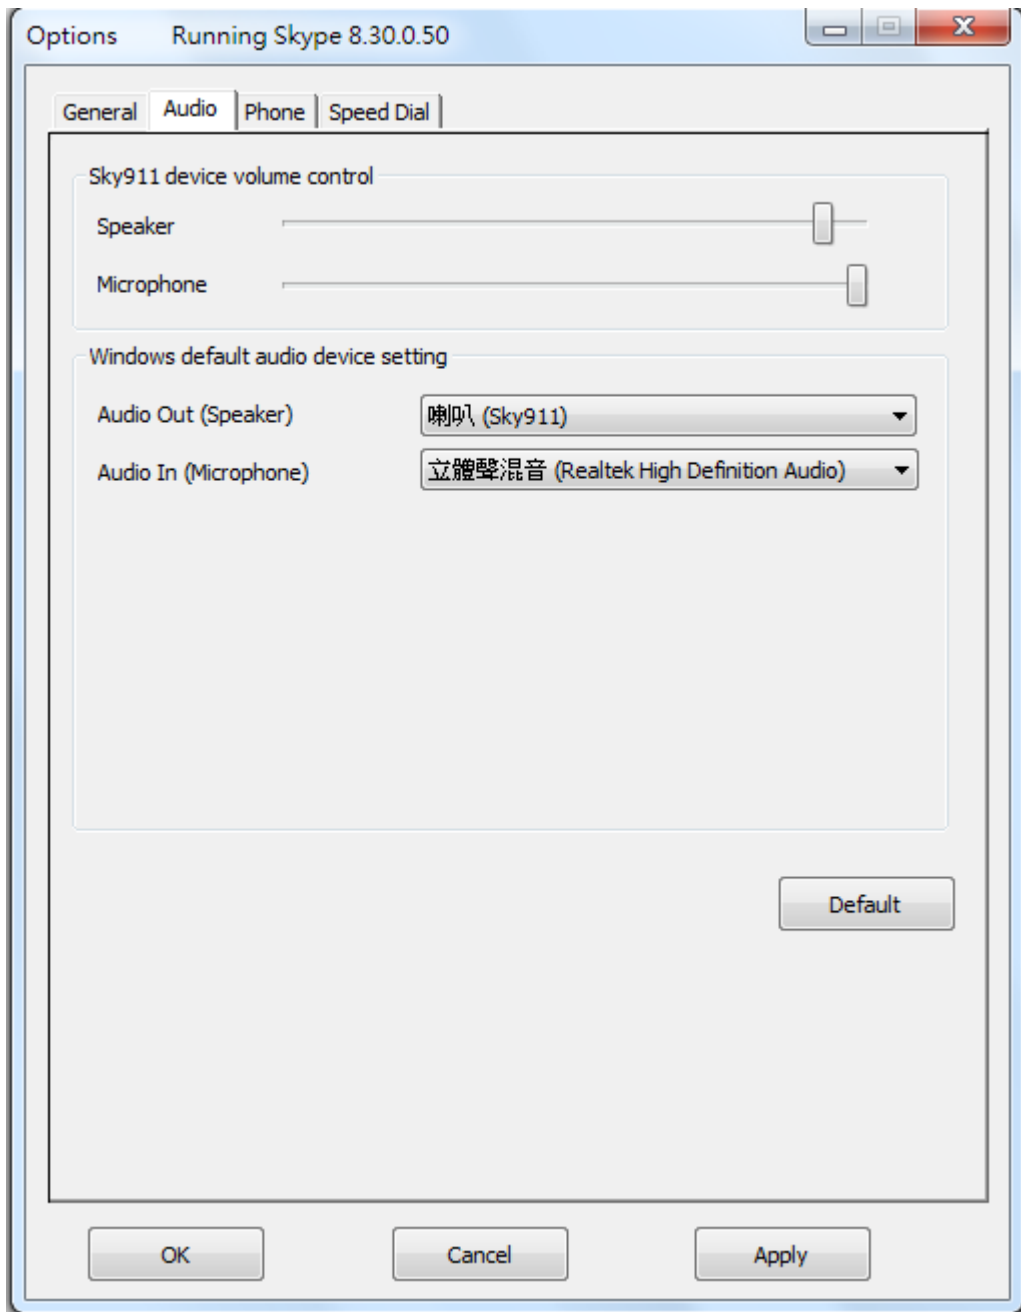 Options Running Skype 8.30.0.50
General Audio Phone Speed Dial
Sky911 device volume control
Speaker
Microphone
Windows default audio device setting
Audio Out (Speaker) 喇叭 (Sky911)
Audio In (Microphone) 立體聲混音 (Realtek High Definition Audio)
Default
OK Cancel Apply